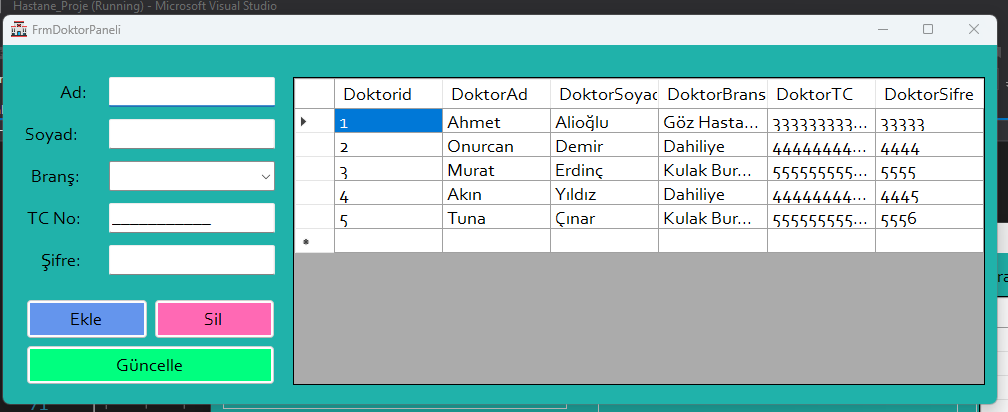 Hastane_Proje (Running) - Microsoft Visual Studio
FrmDoktorPaneli
Ad:
Soyad:
Branş:
TC No: ___________
Şifre:
Ekle Sil
Güncelle
Doktorid DoktorAd DoktorSoyad DoktorBrans DoktorTC DoktorSifre
1 Ahmet Alioğlu Göz Hasta... 333333333... 33333
2 Onurcan Demir Dahiliye 44444444... 4444
3 Murat Erdinç Kulak Bur... 555555555... 5555
4 Akın Yıldız Dahiliye 44444444... 4445
5 Tuna Çınar Kulak Bur... 555555555... 5556
71